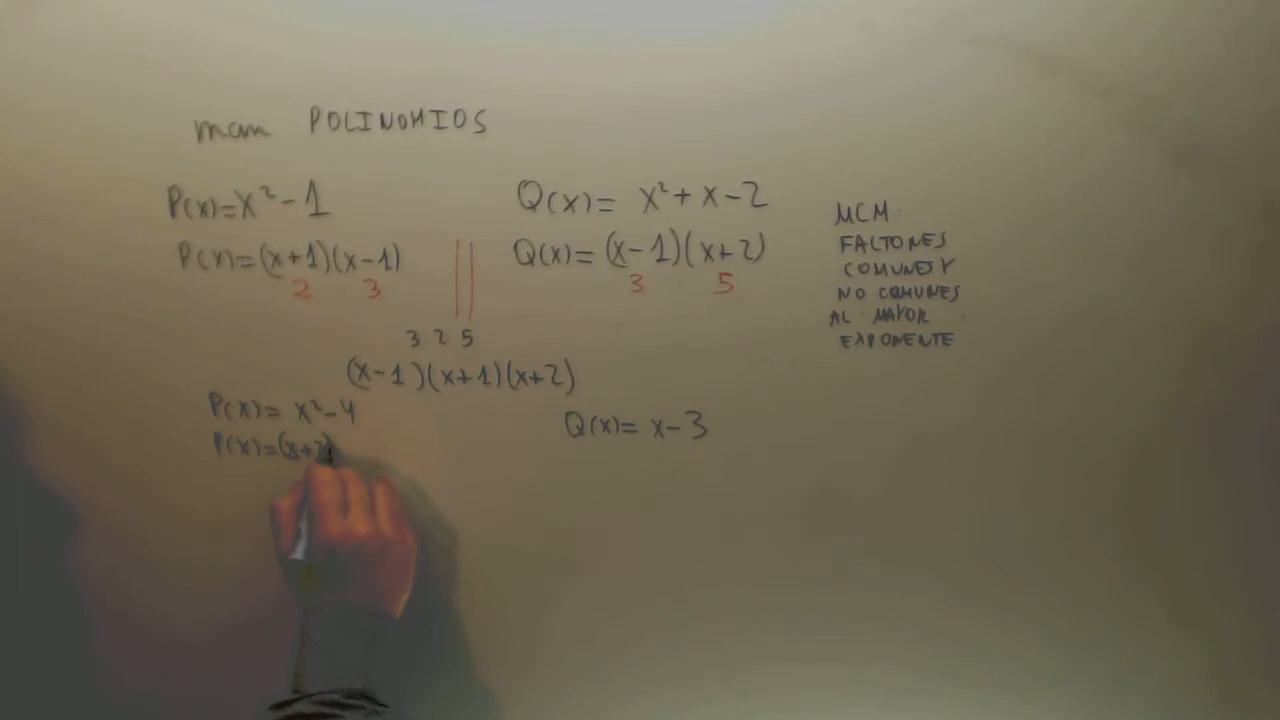 mcm POLINOMIOS
P(x)=x²-1
Q(x)= x²+x-2
P(x)=(x+1)(x-1)
Q(x)=(x-1)(x+2)
2 3
3 5
MCM
FACTORES
COMUNES Y
NO COMUNES
AL MAYOR
EXPONENTE
3 2 5
(x-1)(x+1)(x+2)
P(x)= x²-4
Q(x)= x-3
P(x)=(x+2)